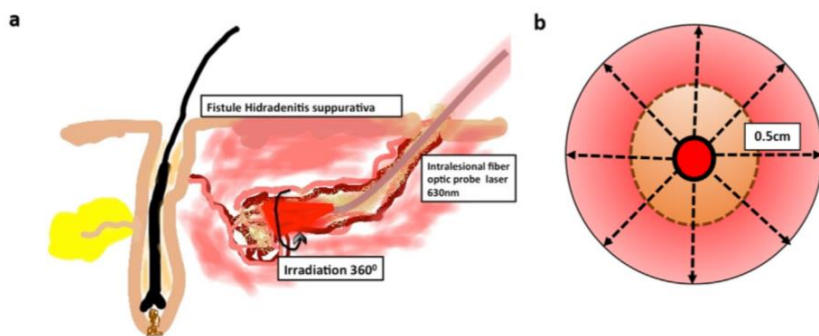 a
Fistule Hidradenitis suppurativa
Intralesional fiber
optic probe laser
630nm
Irradiation 360⁰
b
0.5cm